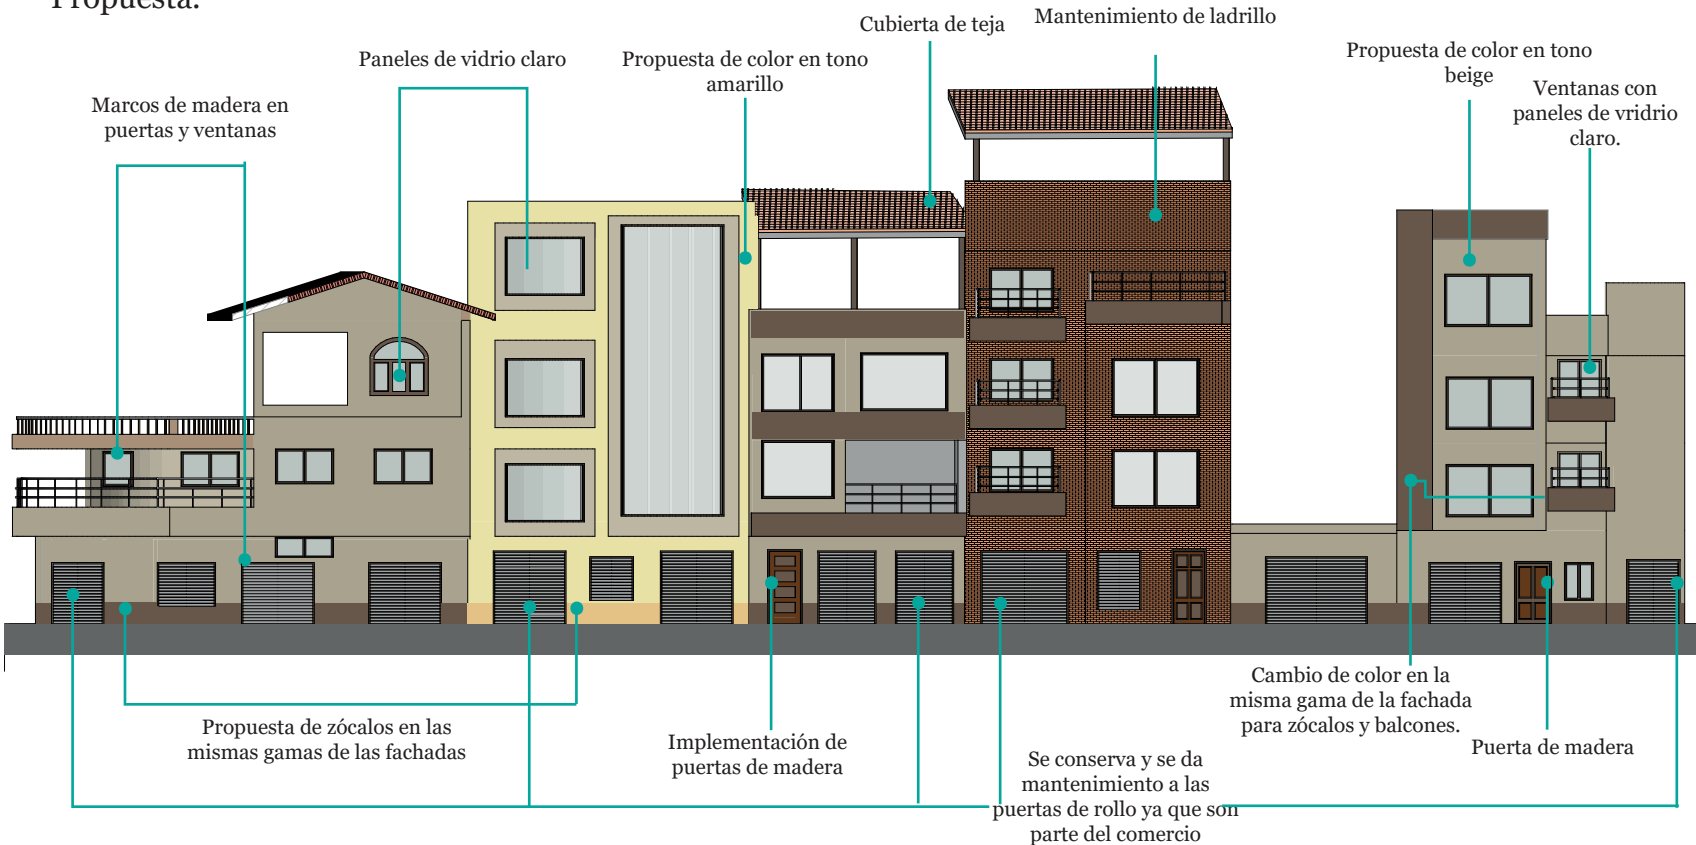 Propuesta.
Cubierta de teja
Mantenimiento de ladrillo
Paneles de vidrio claro
Propuesta de color en tono
amarillo
Propuesta de color en tono
beige
Marcos de madera en
puertas y ventanas
Ventanas con
paneles de vridrio
claro.
Propuesta de zócalos en las
mismas gamas de las fachadas
Implementación de
puertas de madera
Se conserva y se da
mantenimiento a las
puertas de rollo ya que son
parte del comercio
Cambio de color en la
misma gama de la fachada
para zócalos y balcones.
Puerta de madera